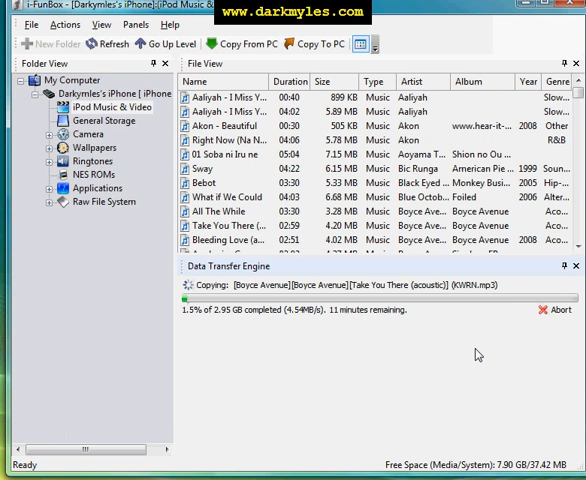 i-FunBox - [Darkymles's iPhone]:(iPod Music &
www.darkmyles.com
File Actions View Panels Help
New Folder Refresh Go Up Level Copy From PC Copy To PC
Folder View
My Computer
Darkymles's iPhone [ iPhone
iPod Music & Video
General Storage
Camera
Wallpapers
Ringtones
NES ROMs
Applications
Raw File System
File View
Name Duration Size Type Artist Album Year Genre
Aaliyah - I Miss Y... 00:40 899 KB Music Aaliyah Slow...
Aaliyah - I Miss Y... 04:02 5.89 MB Music Aaliyah Slow...
Akon - Beautiful 00:30 505 KB Music Akon www.hear-it-... 2008 Other
Right Now (Na N... 04:06 5.78 MB Music Akon R&B
01 Soba ni Iru ne 05:04 7.15 MB Music Aoyama T... Shion no Ou ...
Sway 04:22 6.15 MB Music Bic Runga American Pie ... 1999 Soun...
Bebot 03:30 5.33 MB Music Black Eyed ... Monkey Busi... 2005 Hip-...
What if We Could 04:03 6.68 MB Music Blue Octob... Foiled 2006 Alter...
All The While 03:30 3.28 MB Music Boyce Ave... Boyce Avenue Aco...
Take You There (... 02:59 4.20 MB Music Boyce Ave... Boyce Avenue Aco...
Bleeding Love (a... 02:51 4.02 MB Music Boyce Ave... Boyce Avenue 2008 Aco...
Data Transfer Engine
Copying: [Boyce Avenue][Boyce Avenue][Take You There (acoustic)] (KWRN.mp3)
1.5% of 2.95 GB completed (4.54MB/s). 11 minutes remaining. Abort
Ready Free Space (Media/System): 7.90 GB/37.42 MB